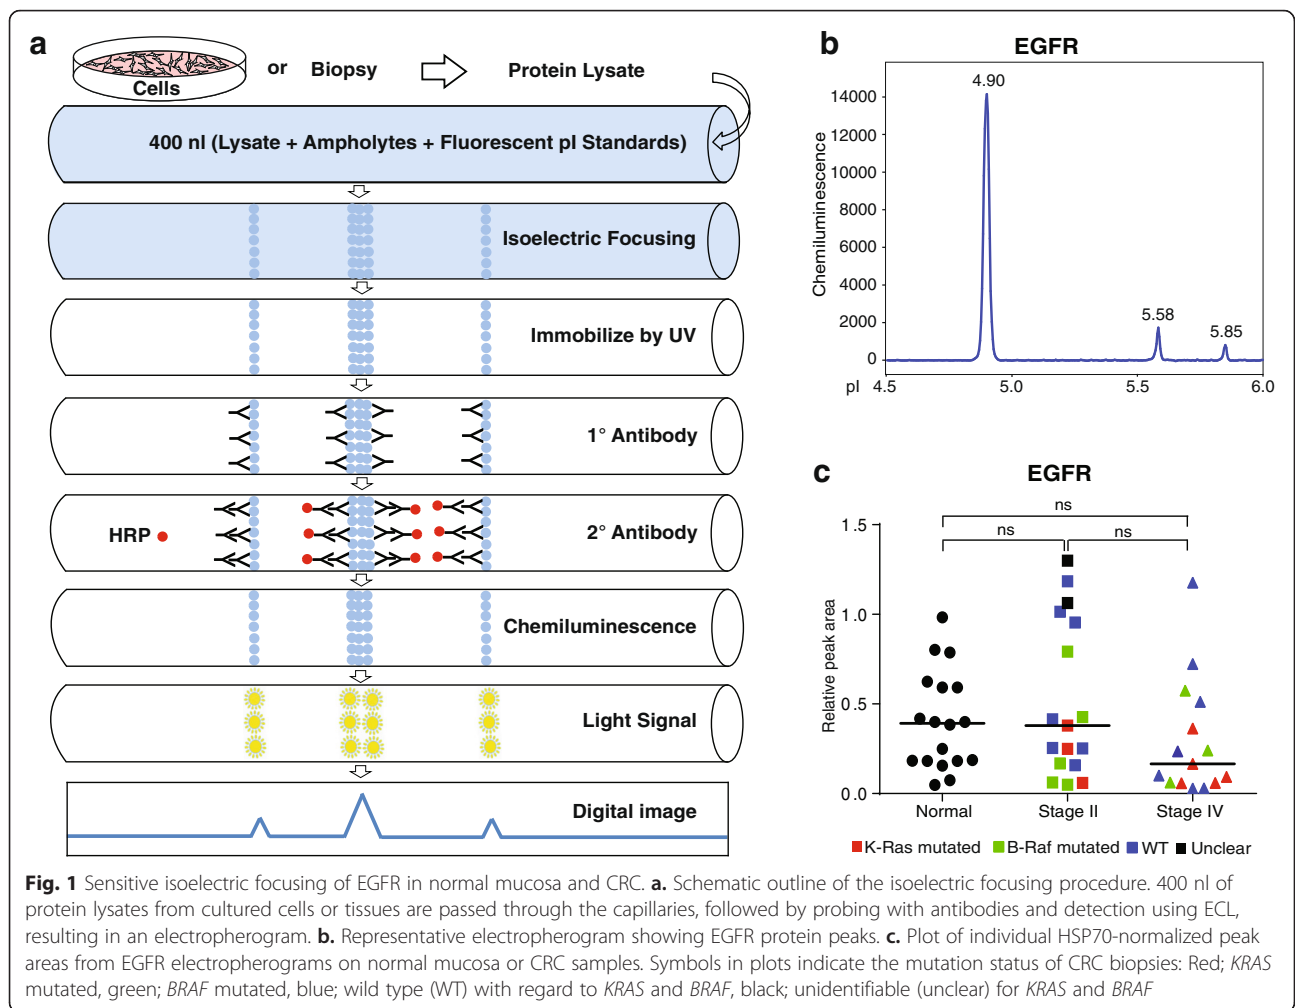 a
Cells
or
Biopsy
Protein Lysate
400 nl (Lysate + Ampholytes + Fluorescent pI Standards)
Isoelectric Focusing
Immobilize by UV
1° Antibody
HRP
2° Antibody
Chemiluminescence
Light Signal
Digital image
b
EGFR
4.90
5.58
5.85
Chemiluminescence
14000
12000
10000
8000
6000
4000
2000
0
pI 4.5 5.0 5.5 6.0
c
EGFR
ns
ns
ns
Relative peak area
1.5
1.0
0.5
0.0
Normal Stage II Stage IV
K-Ras mutated B-Raf mutated WT Unclear
Fig. 1 Sensitive isoelectric focusing of EGFR in normal mucosa and CRC. a. Schematic outline of the isoelectric focusing procedure. 400 nl of
protein lysates from cultured cells or tissues are passed through the capillaries, followed by probing with antibodies and detection using ECL,
resulting in an electropherogram. b. Representative electropherogram showing EGFR protein peaks. c. Plot of individual HSP70-normalized peak
areas from EGFR electropherograms on normal mucosa or CRC samples. Symbols in plots indicate the mutation status of CRC biopsies: Red; KRAS
mutated, green; BRAF mutated, blue; wild type (WT) with regard to KRAS and BRAF, black; unidentifiable (unclear) for KRAS and BRAF